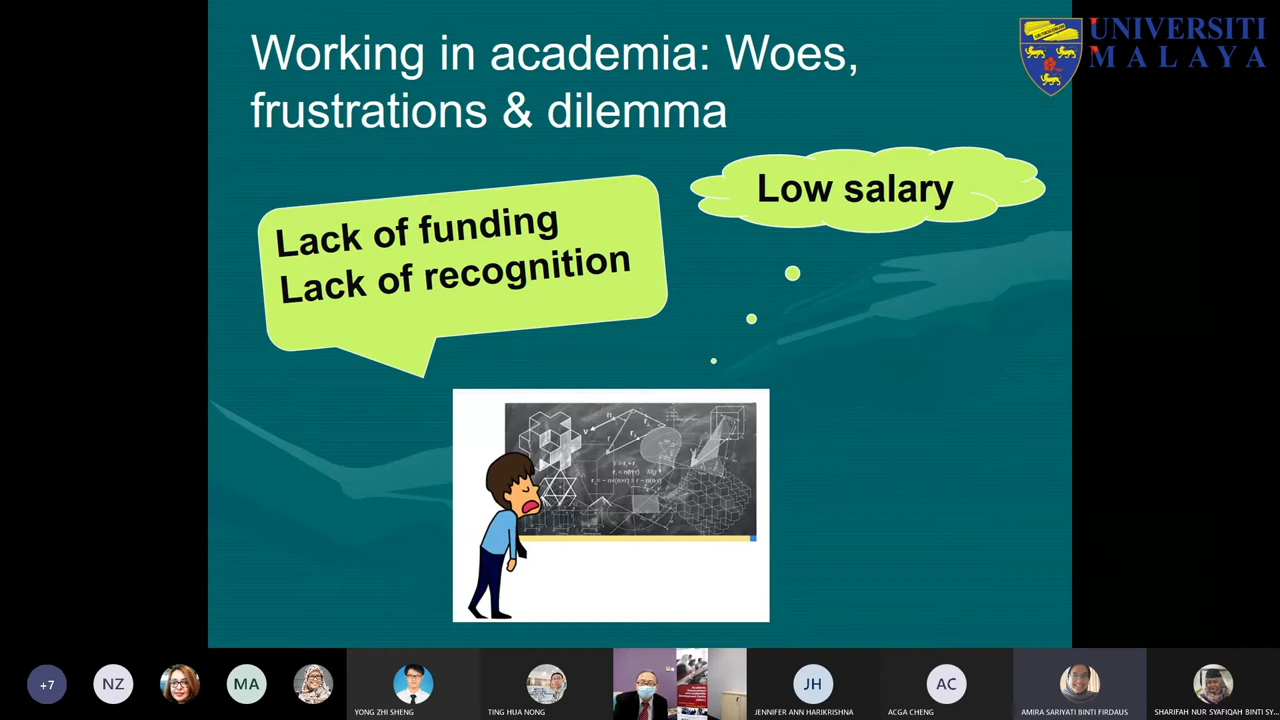 Working in academia: Woes,
frustrations & dilemma
UNIVERSITI
MALAYA
Low salary
Lack of funding
Lack of recognition
+7
NZ
MA
YONG ZHI SHENG
TING HUA NONG
JH
JENNIFER ANN HARIKRISHNA
AC
ACGA CHENG
AMIRA SARIYATI BINTI FIRDAUS
SHARIFAH NUR SYAFIQAH BINTI SY...